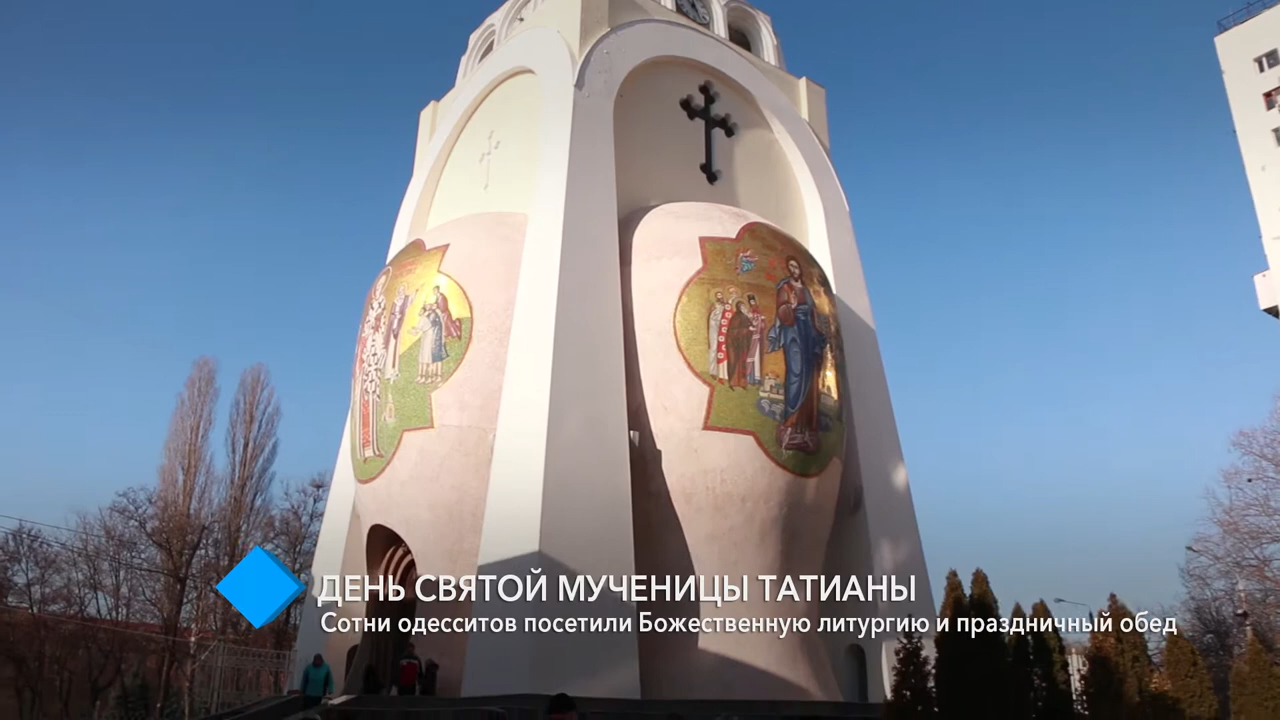 ДЕНЬ СВЯТОЙ МУЧЕНИЦЫ ТАТИАНЫ
Сотни одесситов посетили Божественную литургию и праздничный обед